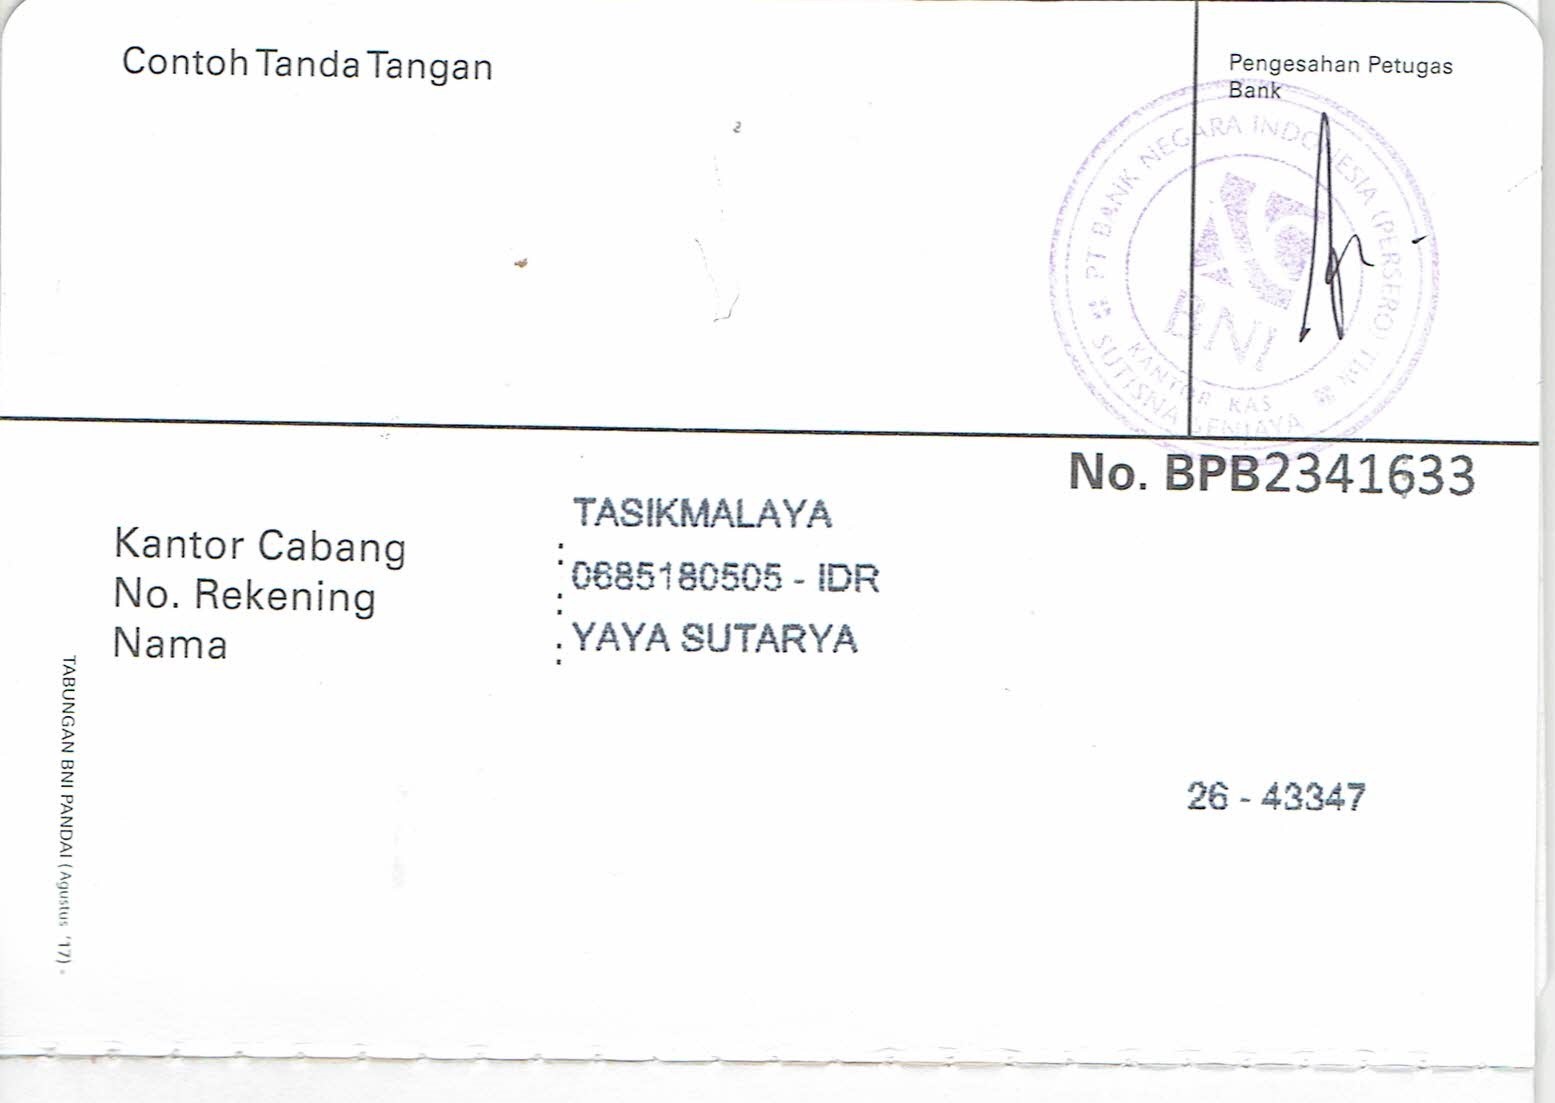 Contoh Tanda Tangan
Pengesahan Petugas
Bank
PT BANK NEGARA INDONESIA (PERSERO) Tbk
BNI
KANTOR KAS
SUTISNA SENJAYA
No. BPB2341633
TASIKMALAYA
Kantor Cabang :
0685180505 - IDR
No. Rekening :
YAYA SUTARYA
Nama :
26 - 43347
TABUNGAN BNI PANDAI (Agustus '17) -